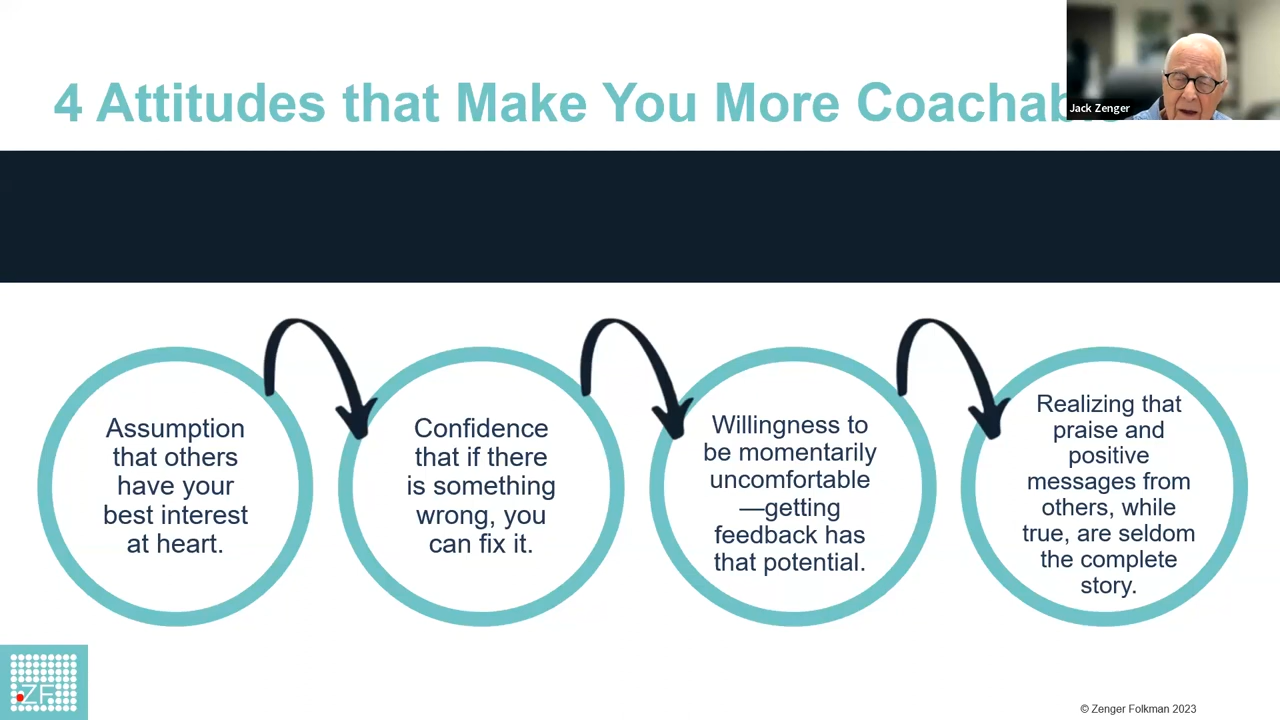 4 Attitudes that Make You More Coachab
Jack Zenger
Assumption
that others
have your
best interest
at heart.
Confidence
that if there
is something
wrong, you
can fix it.
Willingness to
be momentarily
uncomfortable
—getting
feedback has
that potential.
Realizing that
praise and
positive
messages from
others, while
true, are seldom
the complete
story.
ZF
© Zenger Folkman 2023